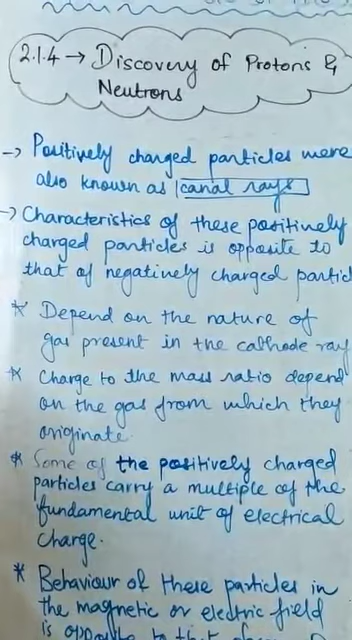 2.1.4 → Discovery of Protons &
Neutrons
→ Positively charged particles were
also known as canal rays
→ Characteristics of these positively
charged particles is opposite to
that of negatively charged partic
* Depend on the nature of
gas present in the cathode ray
* Charge to the mass ratio depend
on the gas from which they
originate.
* Some of the positively charged
particles carry a multiple of the
fundamental unit of electrical
charge.
* Behaviour of these particles in
the magnetic or electric field
is opposite to that